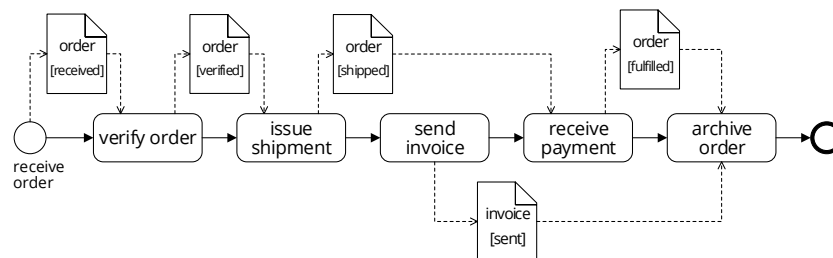 order
[received]
order
[verified]
order
[shipped]
order
[fulfilled]
receive
order
verify order
issue
shipment
send
invoice
receive
payment
archive
order
invoice
[sent]